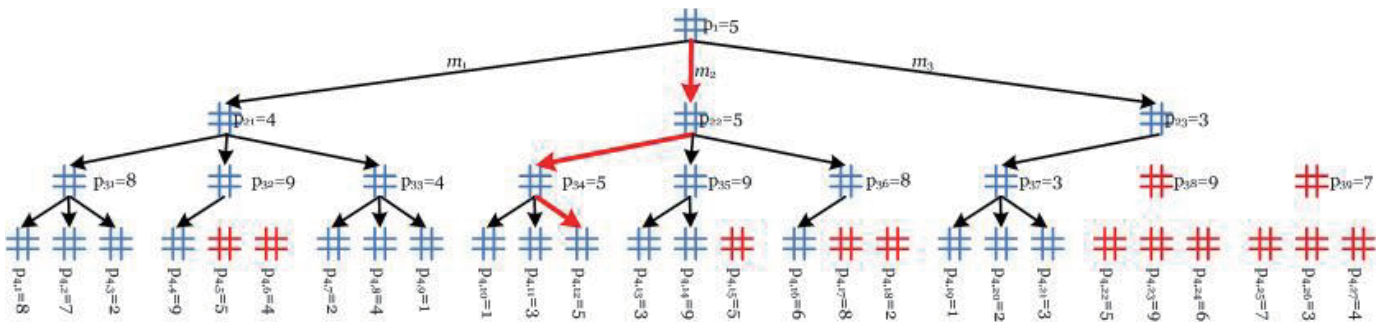 p₁=5
m₁
m₂
m₃
p₂₁=4
p₂₂=5
p₂₃=3
p₃₁=8
p₃₂=9
p₃₃=4
p₃₄=5
p₃₅=9
p₃₆=8
p₃₇=3
p₃₈=9
p₃₉=7
p₄,₁=8
p₄,₂=7
p₄,₃=2
p₄,₄=9
p₄,₅=5
p₄,₆=4
p₄,₇=2
p₄,₈=4
p₄,₉=1
p₄,₁₀=1
p₄,₁₁=3
p₄,₁₂=5
p₄,₁₃=3
p₄,₁₄=9
p₄,₁₅=5
p₄,₁₆=6
p₄,₁₇=8
p₄,₁₈=2
p₄,₁₉=1
p₄,₂₀=2
p₄,₂₁=3
p₄,₂₂=5
p₄,₂₃=9
p₄,₂₄=6
p₄,₂₅=7
p₄,₂₆=3
p₄,₂₇=4